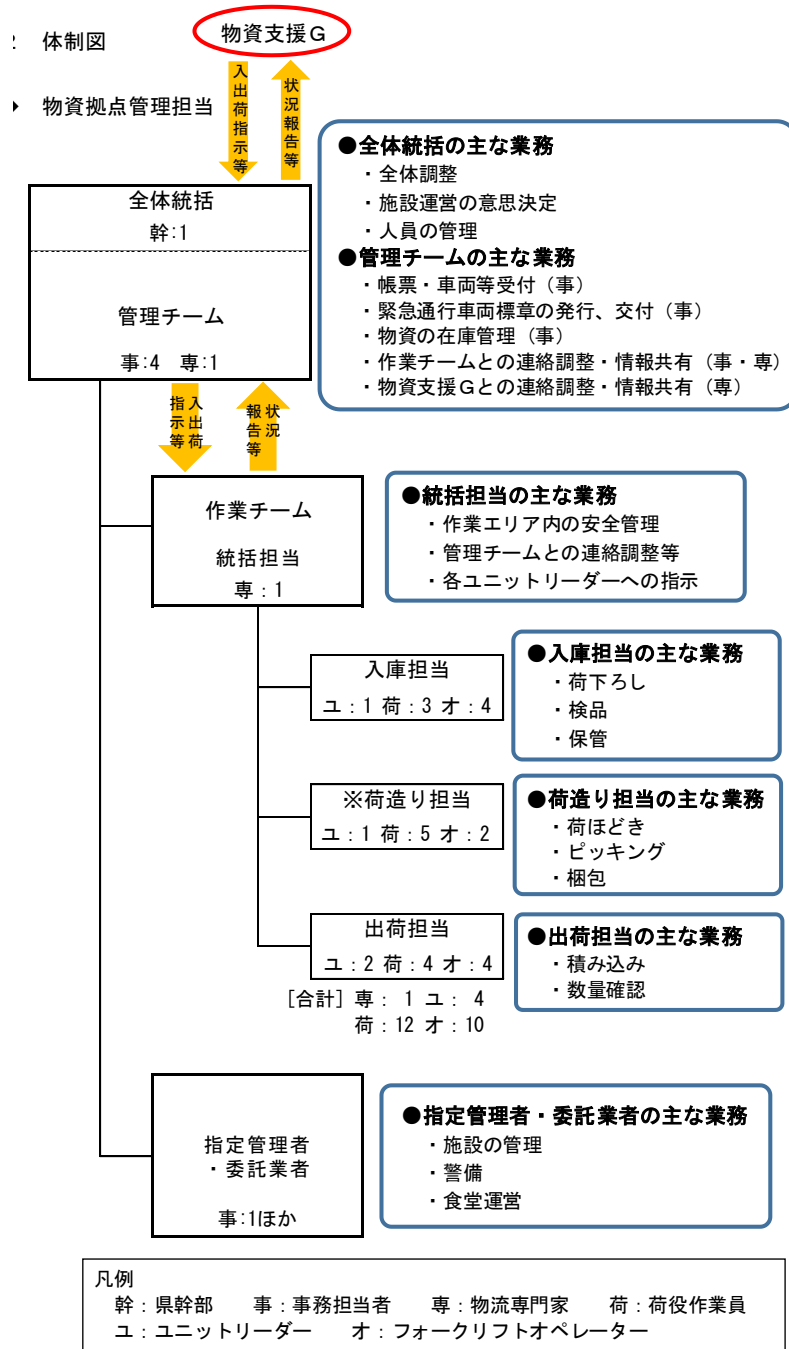 体制図
物資支援G
物資拠点管理担当
入出荷指示等
状況報告等
全体統括
幹:1
管理チーム
事:4 専:1
●全体統括の主な業務
・全体調整
・施設運営の意思決定
・人員の管理
●管理チームの主な業務
・帳票・車両等受付(事)
・緊急通行車両標章の発行、交付(事)
・物資の在庫管理(事)
・作業チームとの連絡調整・情報共有(事・専)
・物資支援Gとの連絡調整・情報共有(専)
入出荷
指示等
状況
報告等
作業チーム
統括担当
専:1
●統括担当の主な業務
・作業エリア内の安全管理
・管理チームとの連絡調整等
・各ユニットリーダーへの指示
入庫担当
ユ:1 荷:3 オ:4
●入庫担当の主な業務
・荷下ろし
・検品
・保管
※荷造り担当
ユ:1 荷:5 オ:2
●荷造り担当の主な業務
・荷ほどき
・ピッキング
・梱包
出荷担当
ユ:2 荷:4 オ:4
●出荷担当の主な業務
・積み込み
・数量確認
[合計] 専: 1 ユ: 4
荷:12 オ:10
指定管理者
・委託業者
事:1ほか
●指定管理者・委託業者の主な業務
・施設の管理
・警備
・食堂運営
凡例
幹:県幹部 事:事務担当者 専:物流専門家 荷:荷役作業員
ユ:ユニットリーダー オ:フォークリフトオペレーター